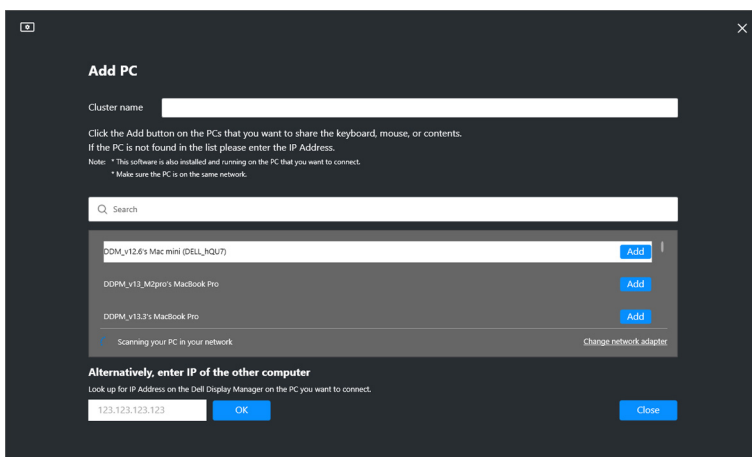 Add PC
Cluster name
Click the Add button on the PCs that you want to share the keyboard, mouse, or contents.
If the PC is not found in the list please enter the IP Address.
Note: * This software is also installed and running on the PC that you want to connect.
* Make sure the PC is on the same network.
Search
DDM_v12.6's Mac mini (DELL_hQU7) Add
DDPM_v13_M2pro's MacBook Pro Add
DDPM_v13.3's MacBook Pro Add
Scanning your PC in your network Change network adapter
Alternatively, enter IP of the other computer
Look up for IP Address on the Dell Display Manager on the PC you want to connect.
123.123.123.123 OK Close